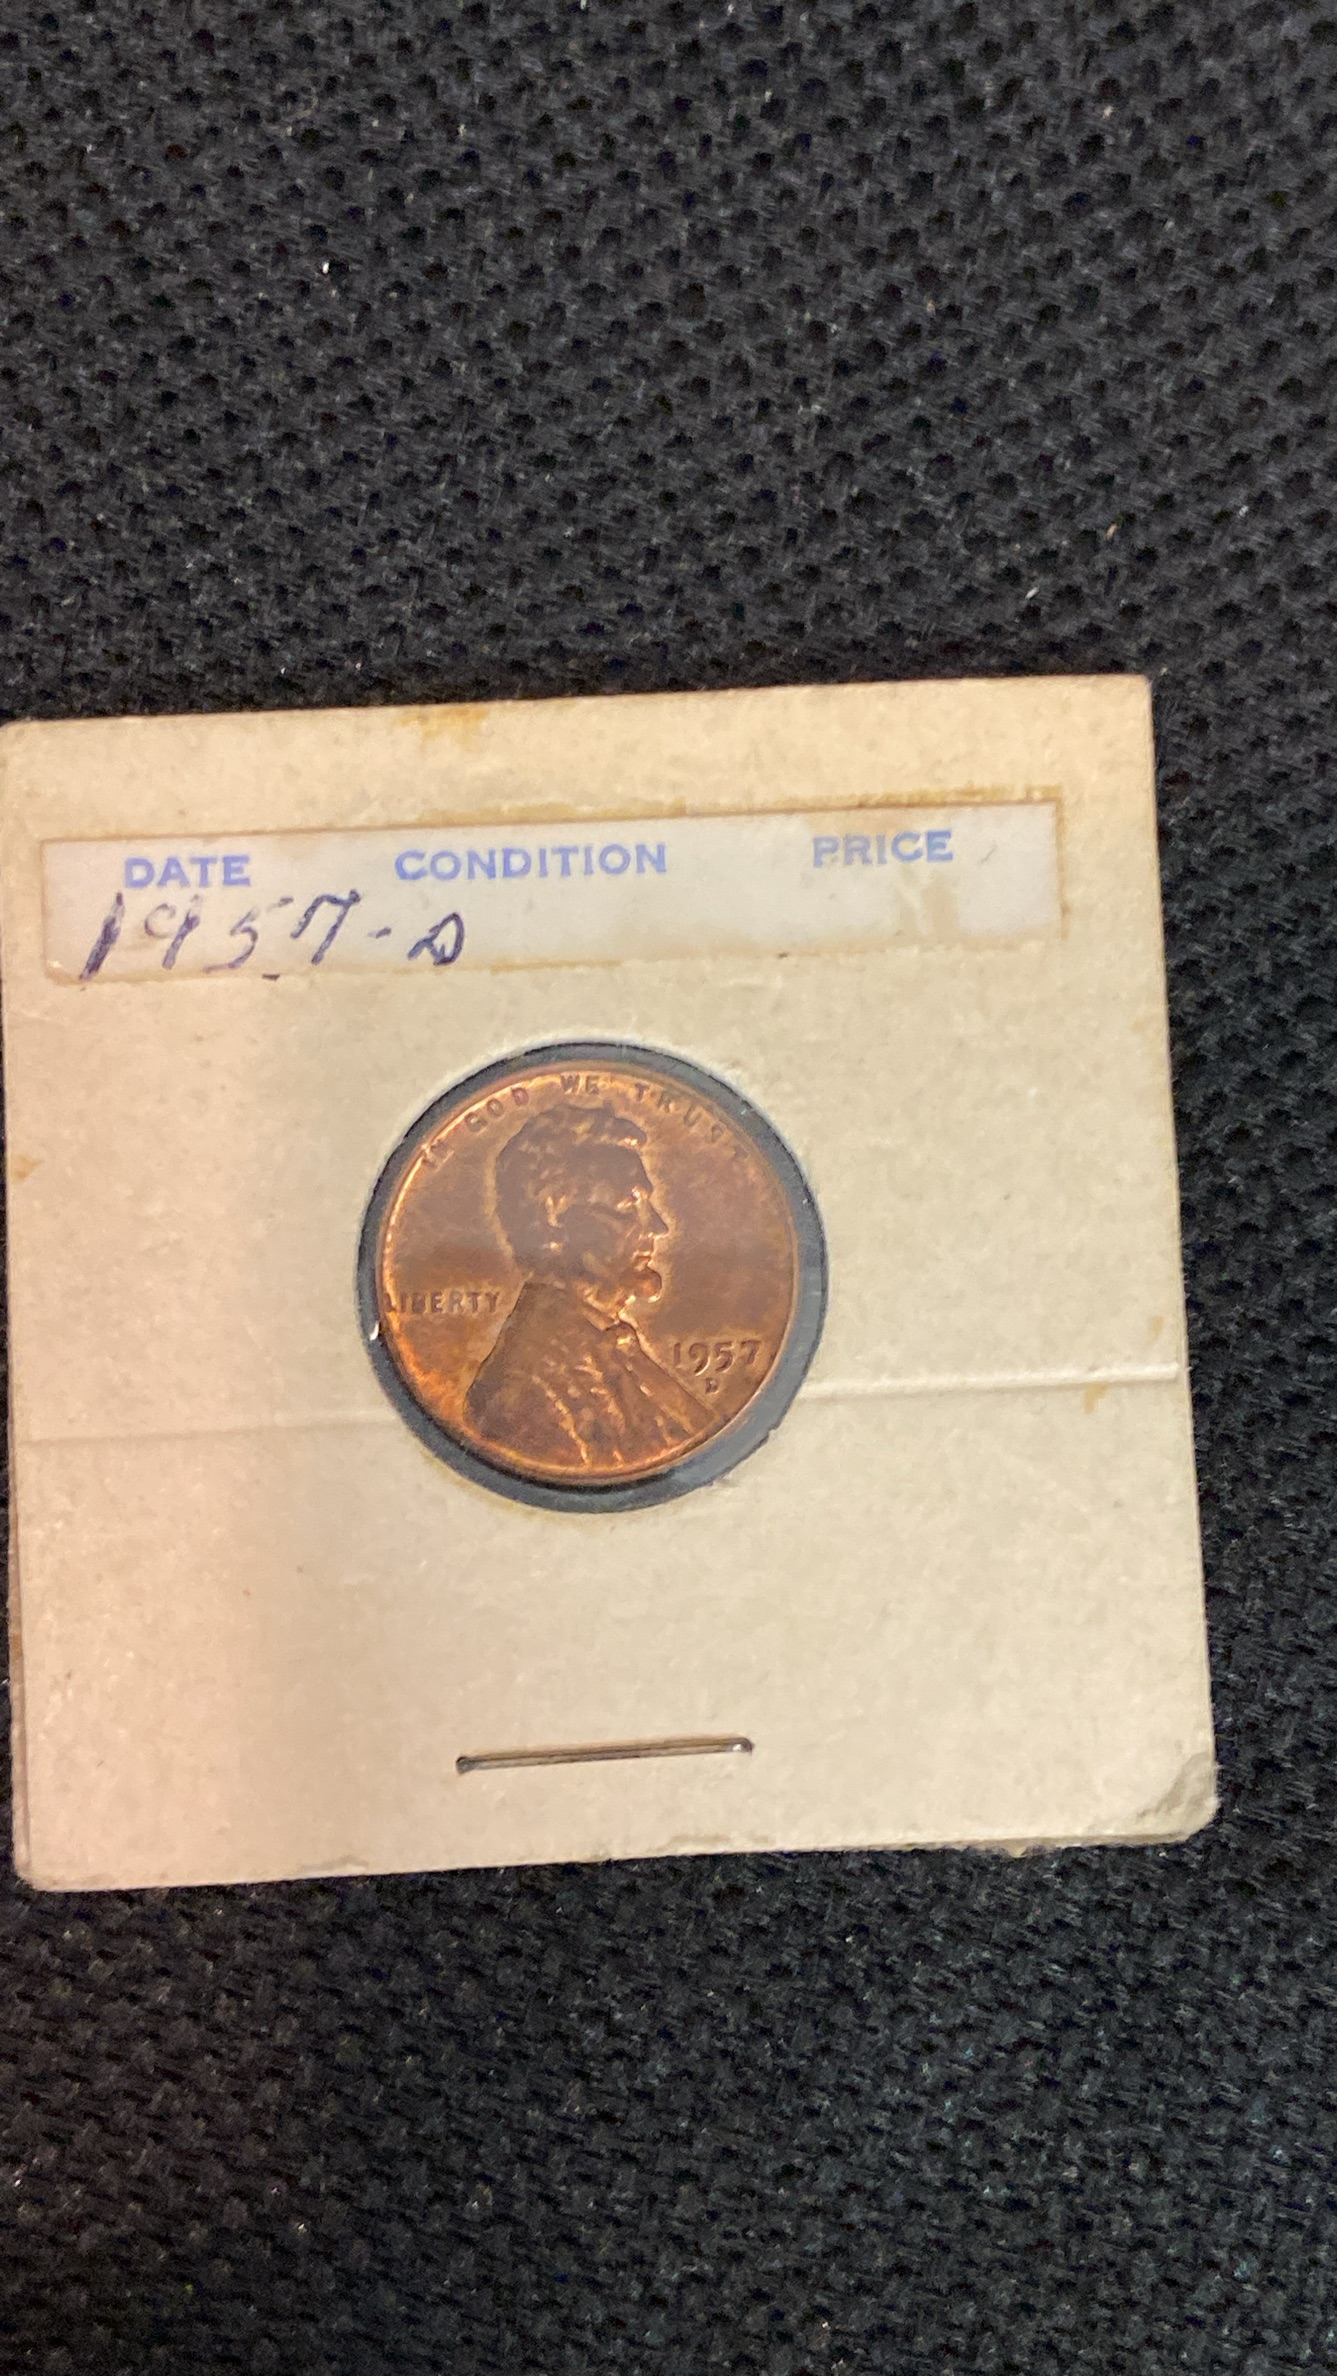 DATE CONDITION PRICE
1957-D
IN GOD WE TRUST
LIBERTY
1957
D